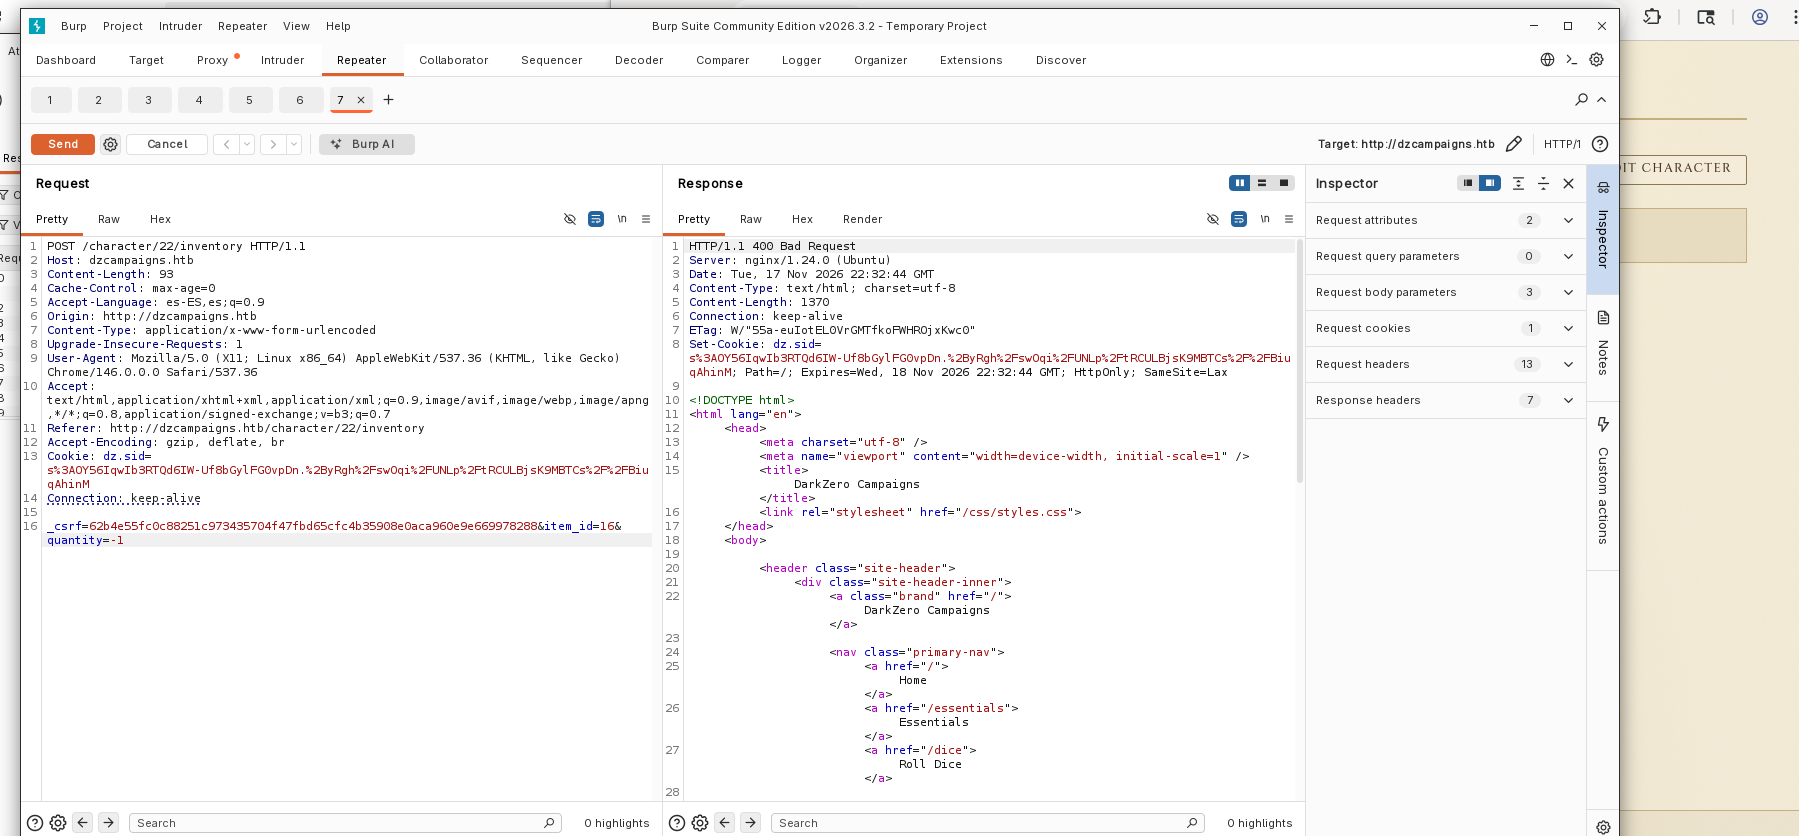 Burp Project Intruder Repeater View Help
Burp Suite Community Edition v2026.3.2 - Temporary Project
Dashboard Target Proxy Intruder Repeater Collaborator Sequencer Decoder Comparer Logger Organizer Extensions Discover
1 2 3 4 5 6 7
Send Cancel Burp AI
Target: http://dzcampaigns.htb HTTP/1
Request
Pretty Raw Hex \n
1 POST /character/22/inventory HTTP/1.1
2 Host: dzcampaigns.htb
3 Content-Length: 93
4 Cache-Control: max-age=0
5 Accept-Language: es-ES,es;q=0.9
6 Origin: http://dzcampaigns.htb
7 Content-Type: application/x-www-form-urlencoded
8 Upgrade-Insecure-Requests: 1
9 User-Agent: Mozilla/5.0 (X11; Linux x86_64) AppleWebKit/537.36 (KHTML, like Gecko)
Chrome/146.0.0.0 Safari/537.36
10 Accept:
text/html,application/xhtml+xml,application/xml;q=0.9,image/avif,image/webp,image/apng
,*/*;q=0.8,application/signed-exchange;v=b3;q=0.7
11 Referer: http://dzcampaigns.htb/character/22/inventory
12 Accept-Encoding: gzip, deflate, br
13 Cookie: dz.sid=
s%3AOY56IqwIb3RTQd6IW-Uf8bGylFG0vpDn.%2ByRgh%2FswOqi%2FUNLp%2FtRCULBjsK9MBTCs%2F%2FBiu
qAhinM
14 Connection: keep-alive
15
16 _csrf=62b4e55fc0c88251c973435704f47fbd65cfc4b35908e0aca960e9e669978288&item_id=16&
quantity=-1
Search 0 highlights
Response
Pretty Raw Hex Render \n
1 HTTP/1.1 400 Bad Request
2 Server: nginx/1.24.0 (Ubuntu)
3 Date: Tue, 17 Nov 2026 22:32:44 GMT
4 Content-Type: text/html; charset=utf-8
5 Content-Length: 1370
6 Connection: keep-alive
7 ETag: W/"55a-euIotEL0VrGMTfkoFWHROjxKwc0"
8 Set-Cookie: dz.sid=
s%3AOY56IqwIb3RTQd6IW-Uf8bGylFG0vpDn.%2ByRgh%2FswOqi%2FUNLp%2FtRCULBjsK9MBTCs%2F%2FBiu
qAhinM; Path=/; Expires=Wed, 18 Nov 2026 22:32:44 GMT; HttpOnly; SameSite=Lax
9
10 <!DOCTYPE html>
11 <html lang="en">
12 <head>
13 <meta charset="utf-8" />
14 <meta name="viewport" content="width=device-width, initial-scale=1" />
15 <title>
DarkZero Campaigns
</title>
16 <link rel="stylesheet" href="/css/styles.css">
17 </head>
18 <body>
19
20 <header class="site-header">
21 <div class="site-header-inner">
22 <a class="brand" href="/">
DarkZero Campaigns
</a>
23
24 <nav class="primary-nav">
25 <a href="/">
Home
</a>
26 <a href="/essentials">
Essentials
</a>
27 <a href="/dice">
Roll Dice
</a>
28
Search 0 highlights
Inspector
Request attributes 2
Request query parameters 0
Request body parameters 3
Request cookies 1
Request headers 13
Response headers 7
Inspector
Notes
Custom actions
IT CHARACTER